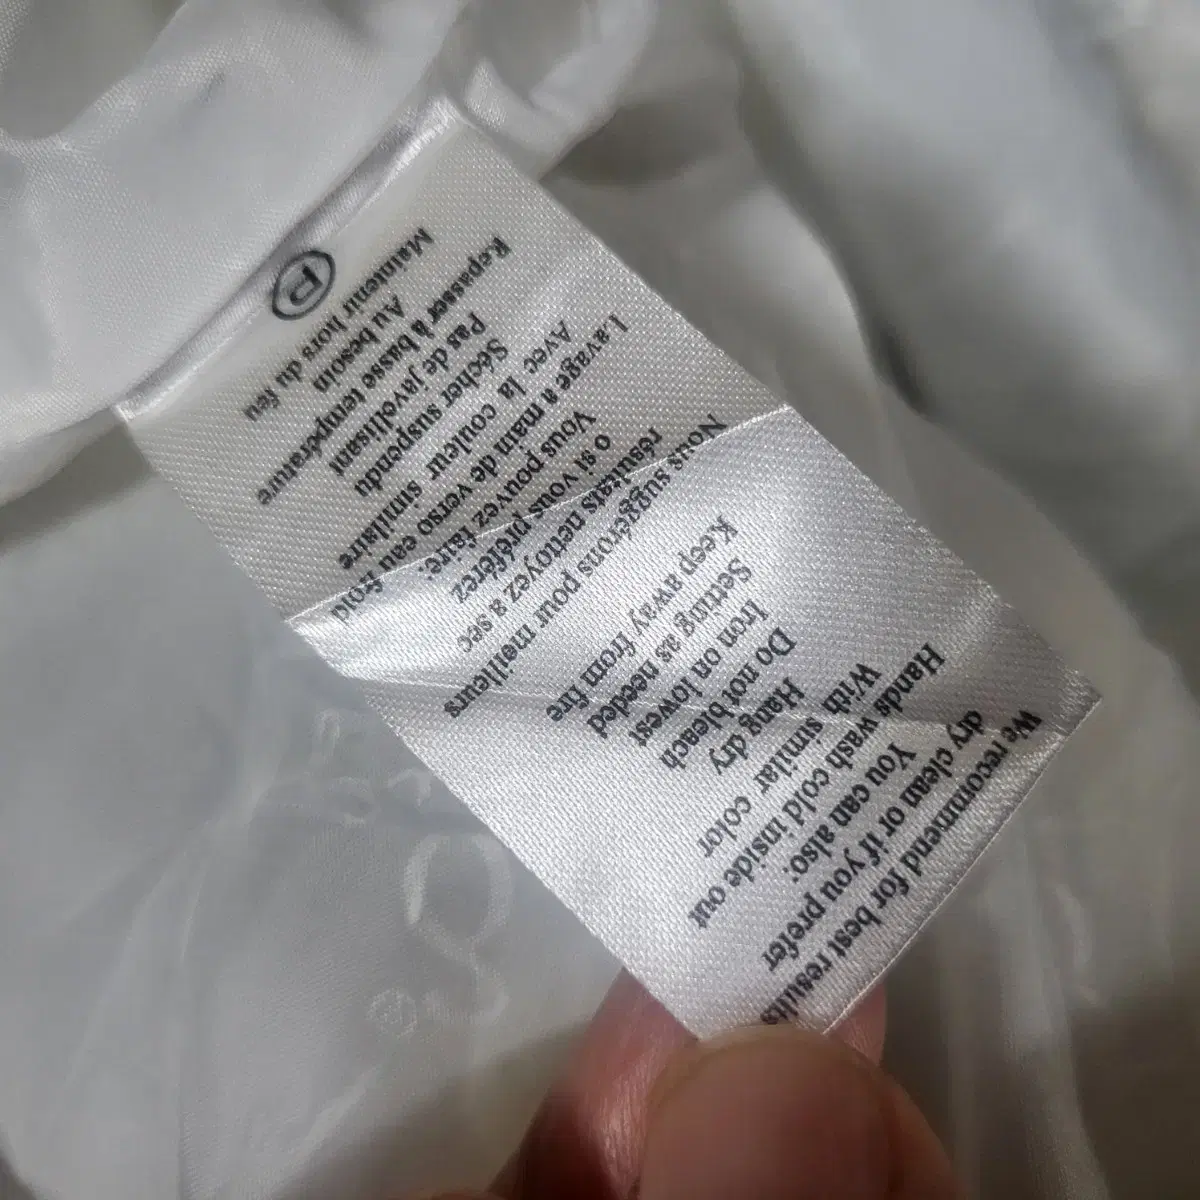 We recommend for best results
dry clean or if you prefer
You can also:
Hands wash cold inside out
With similar color
Hang dry
Do not bleach
Iron on lowest
Setting as needed
Keep away from fire
Nous suggérons pour meilleurs
résultats nettoyez a sec
o si vous préférez
Vous pouvez faire:
Lavage a main de verso eau froid
Avec la couleur similaire
Sécher suspendu
Pas de javollisant
Repasser à basse température
Au besoin
Maintenir hors du feu
P